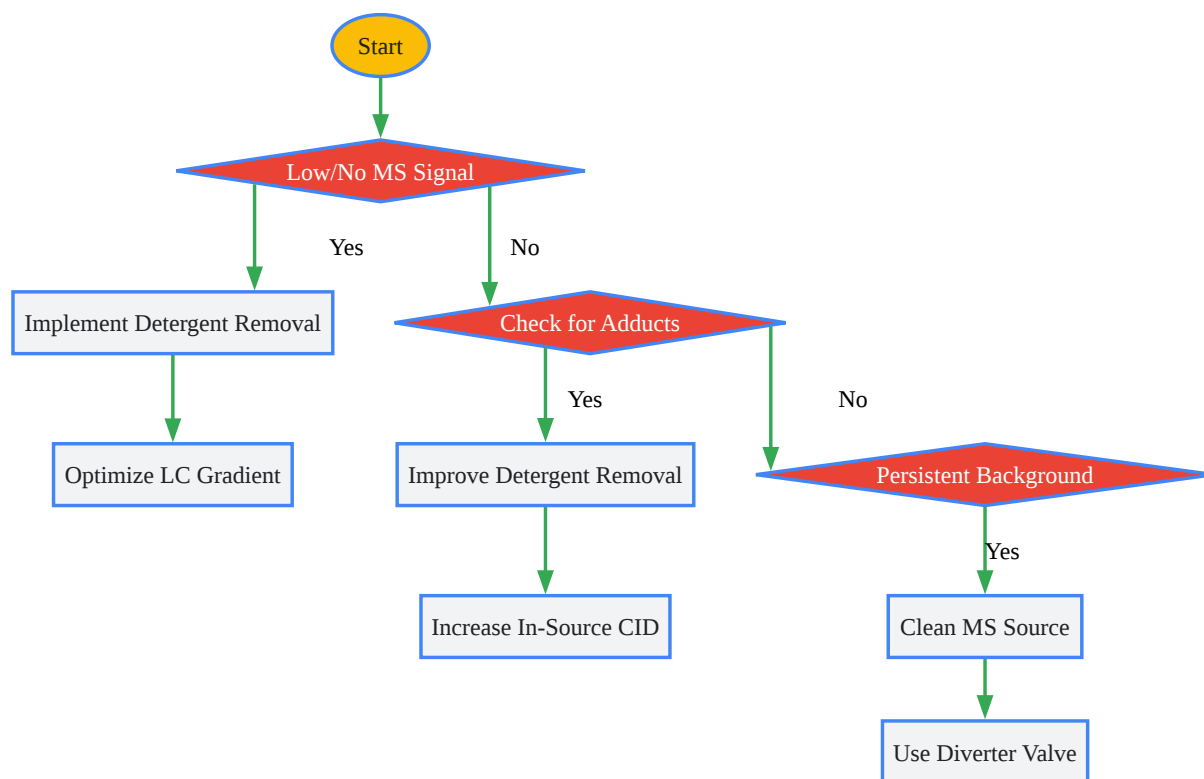 Start
Low/No MS Signal
Yes
No
Implement Detergent Removal
Check for Adducts
Yes
No
Optimize LC Gradient
Improve Detergent Removal
Persistent Background
Yes
Increase In-Source CID
Clean MS Source
Use Diverter Valve